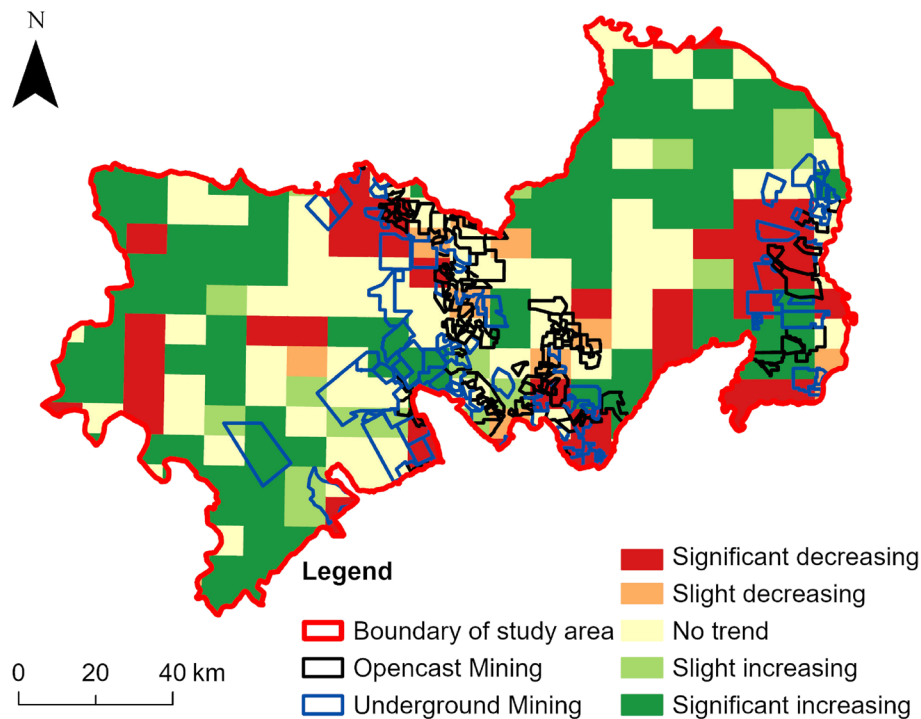 N
Legend
Boundary of study area
Opencast Mining
Underground Mining
Significant decreasing
Slight decreasing
No trend
Slight increasing
Significant increasing
0 20 40 km